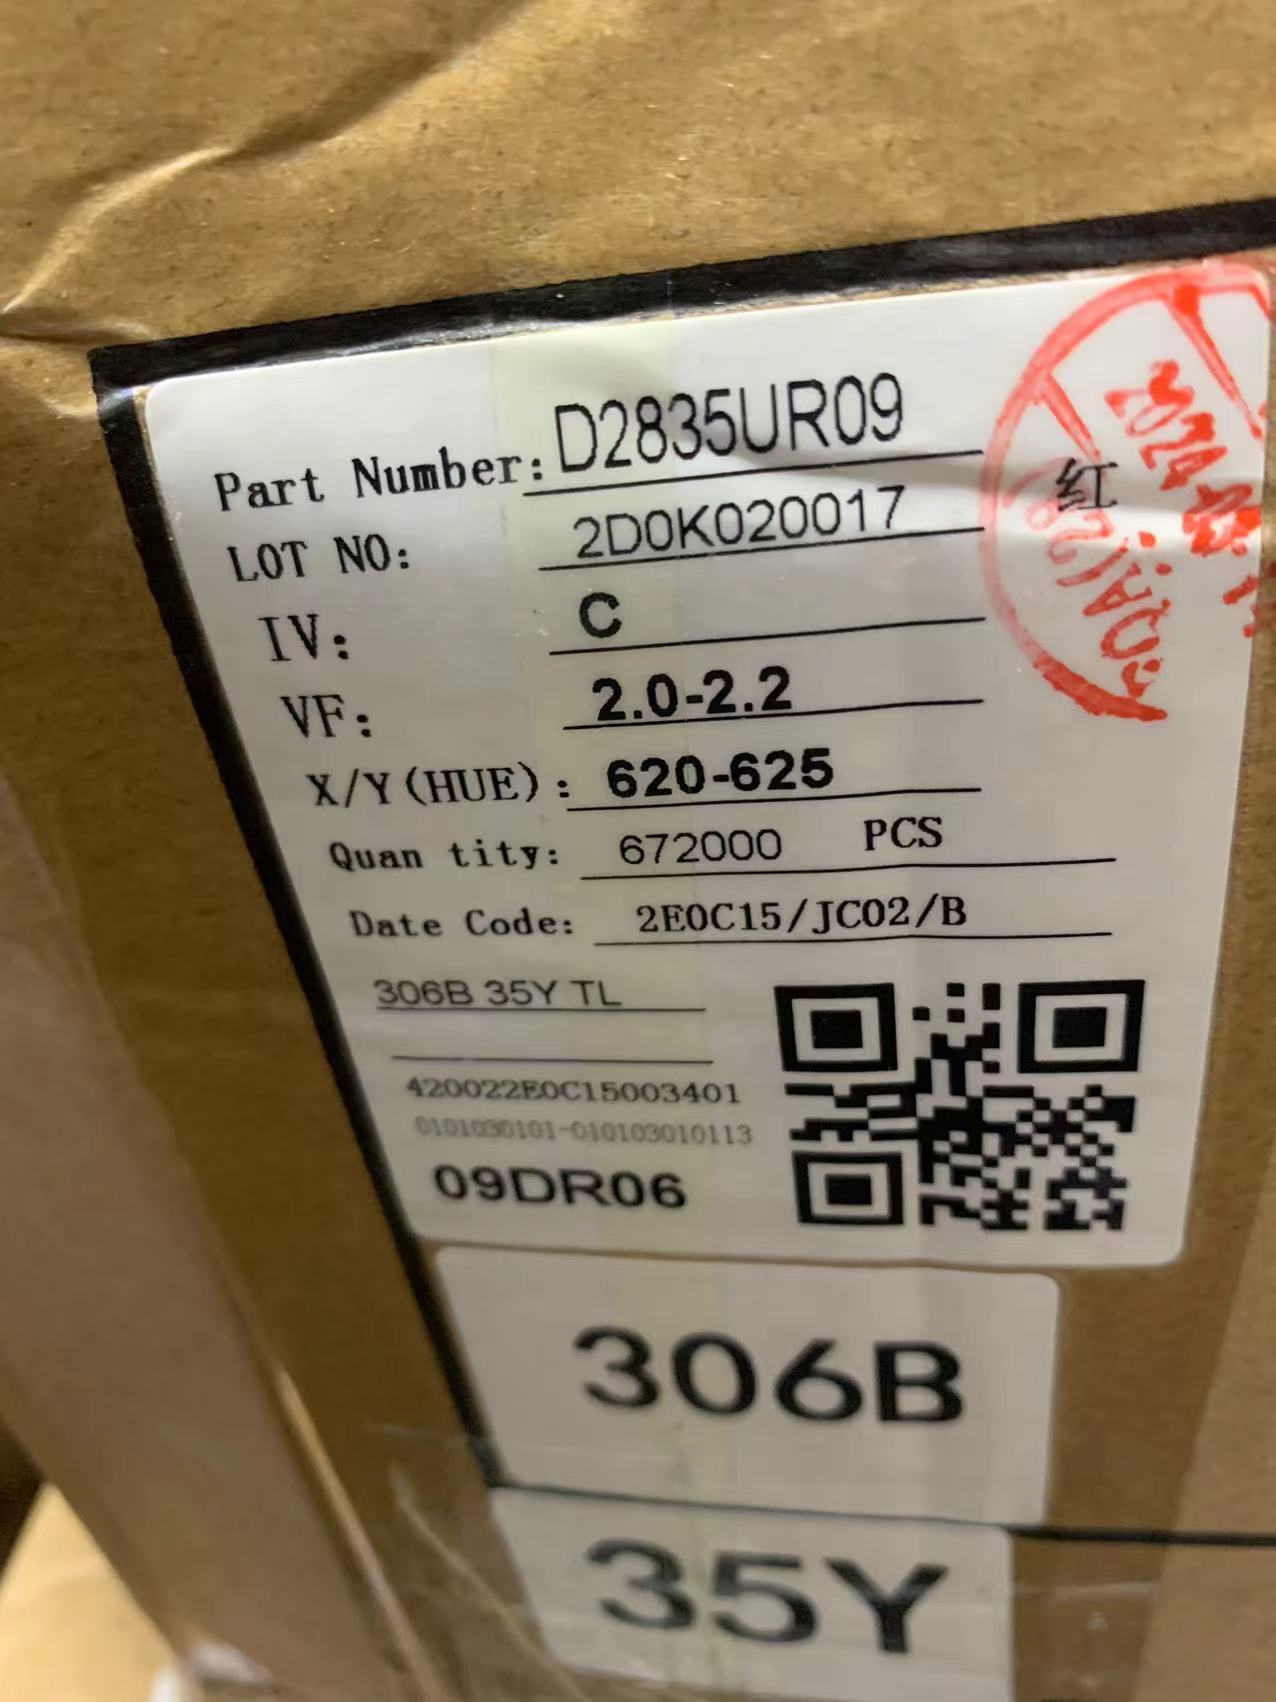 Part Number: D2835UR09
红
LOT NO: 2D0K020017
IV: C
VF: 2.0-2.2
X/Y(HUE): 620-625
Quan tity: 672000 PCS
Date Code: 2E0C15/JC02/B
306B 35Y TL
420022E0C15003401
0101030101-010103010113
09DR06
306B
35Y